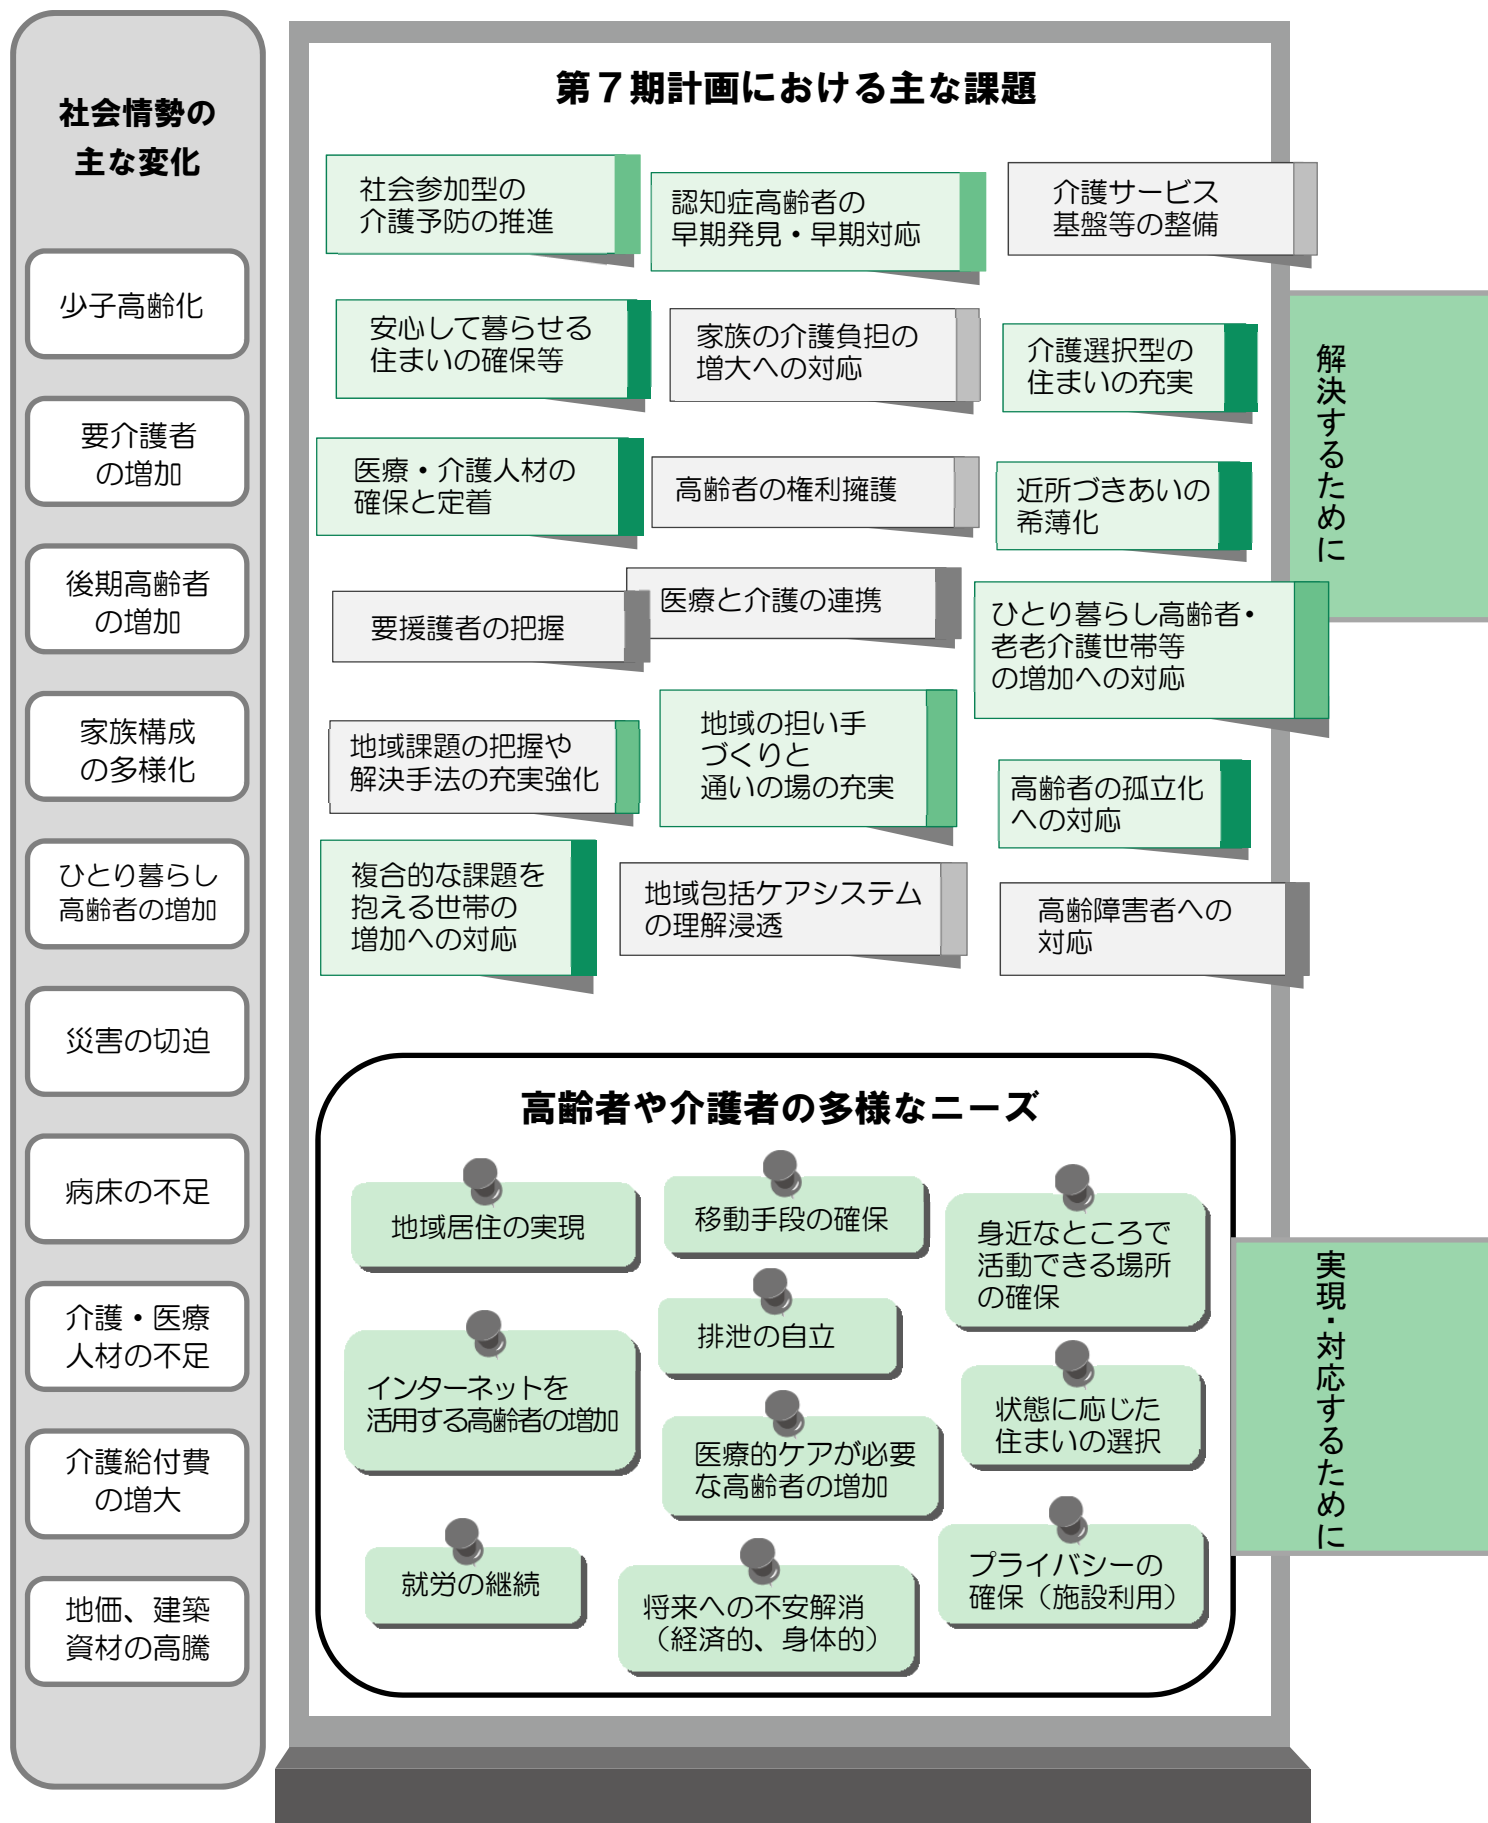 社会情勢の
主な変化
少子高齢化
要介護者
の増加
後期高齢者
の増加
家族構成
の多様化
ひとり暮らし
高齢者の増加
災害の切迫
病床の不足
介護・医療
人材の不足
介護給付費
の増大
地価、建築
資材の高騰
第７期計画における主な課題
社会参加型の
介護予防の推進
認知症高齢者の
早期発見・早期対応
介護サービス
基盤等の整備
安心して暮らせる
住まいの確保等
家族の介護負担の
増大への対応
介護選択型の
住まいの充実
医療・介護人材の
確保と定着
高齢者の権利擁護
近所づきあいの
希薄化
要援護者の把握
医療と介護の連携
ひとり暮らし高齢者・
老老介護世帯等
の増加への対応
地域課題の把握や
解決手法の充実強化
地域の担い手
づくりと
通いの場の充実
高齢者の孤立化
への対応
複合的な課題を
抱える世帯の
増加への対応
地域包括ケアシステム
の理解浸透
高齢障害者への
対応
高齢者や介護者の多様なニーズ
地域居住の実現
移動手段の確保
身近なところで
活動できる場所
の確保
インターネットを
活用する高齢者の増加
排泄の自立
医療的ケアが必要
な高齢者の増加
状態に応じた
住まいの選択
就労の継続
将来への不安解消
（経済的、身体的）
プライバシーの
確保（施設利用）
解決するために
実現・対応するために